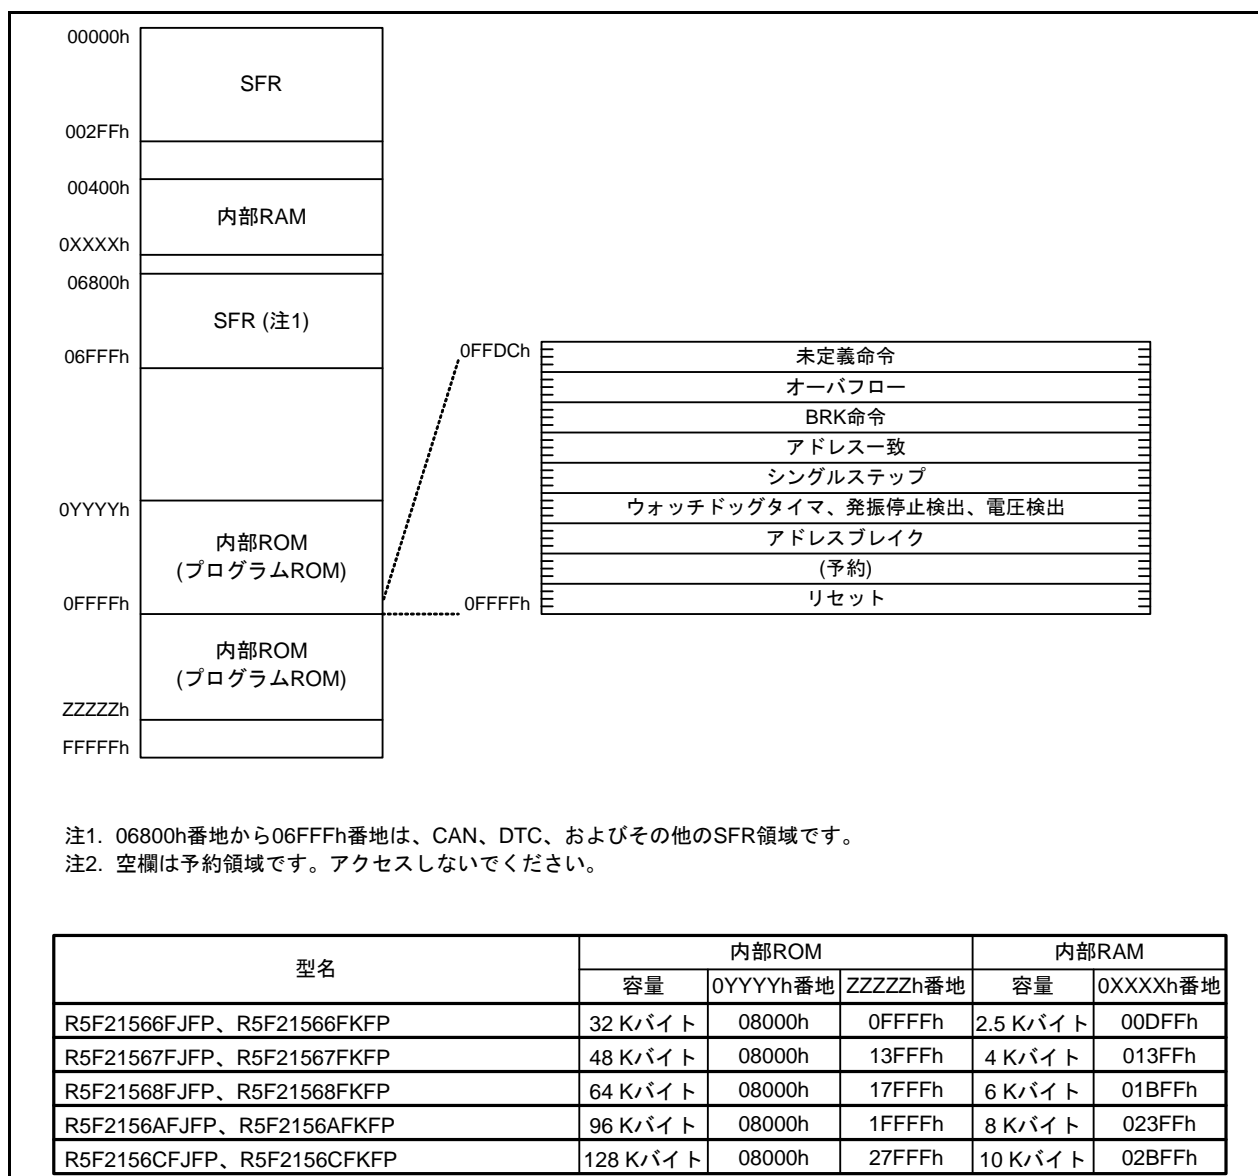 00000h
SFR
002FFh
00400h
内部RAM
0XXXXh
06800h
SFR (注1)
06FFFh
0YYYYh
内部ROM
(プログラムROM)
0FFFFh
内部ROM
(プログラムROM)
ZZZZZh
FFFFFh
0FFDCh
未定義命令
オーバフロー
BRK命令
アドレス一致
シングルステップ
ウォッチドッグタイマ、発振停止検出、電圧検出
アドレスブレイク
(予約)
0FFFFh
リセット
注1. 06800h番地から06FFFh番地は、CAN、DTC、およびその他のSFR領域です。
注2. 空欄は予約領域です。アクセスしないでください。
型名 内部ROM 内部RAM
容量 0YYYYh番地 ZZZZZh番地 容量 0XXXXh番地
R5F21566FJFP、R5F21566FKFP 32 Kバイト 08000h 0FFFFh 2.5 Kバイト 00DFFh
R5F21567FJFP、R5F21567FKFP 48 Kバイト 08000h 13FFFh 4 Kバイト 013FFh
R5F21568FJFP、R5F21568FKFP 64 Kバイト 08000h 17FFFh 6 Kバイト 01BFFh
R5F2156AFJFP、R5F2156AFKFP 96 Kバイト 08000h 1FFFFh 8 Kバイト 023FFh
R5F2156CFJFP、R5F2156CFKFP 128 Kバイト 08000h 27FFFh 10 Kバイト 02BFFh